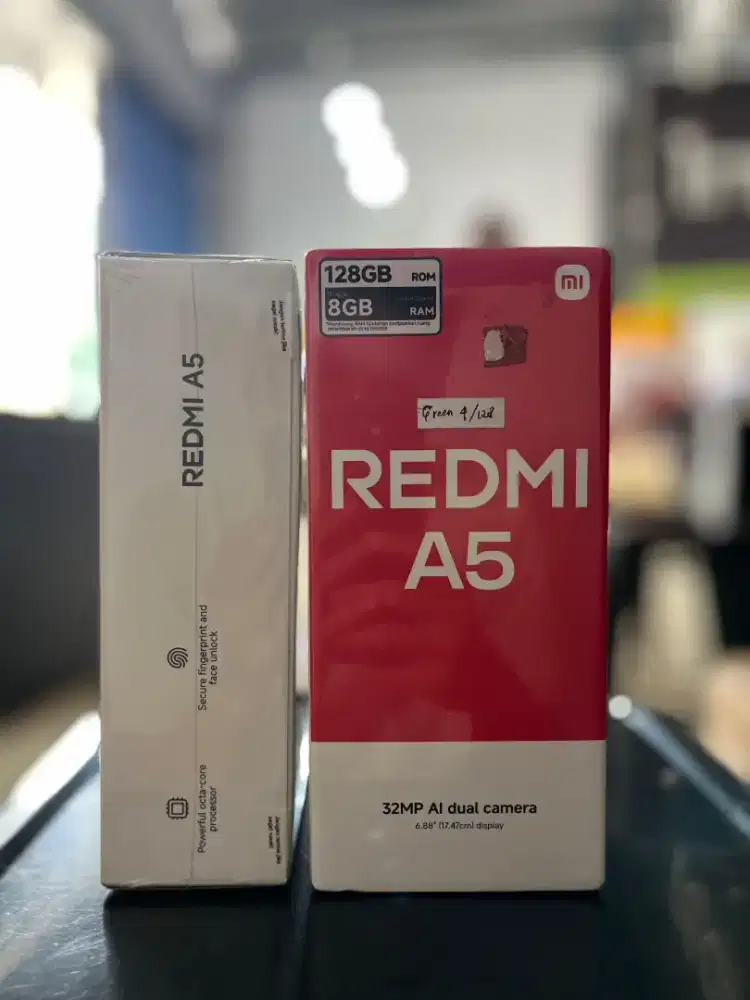 REDMI A5
Secure fingerprint and
face unlock
Powerful octa-core
processor
128GB ROM
8GB
RAM
mi
Green 4/128
REDMI
A5
32MP AI dual camera
6.88" (17.47cm) display